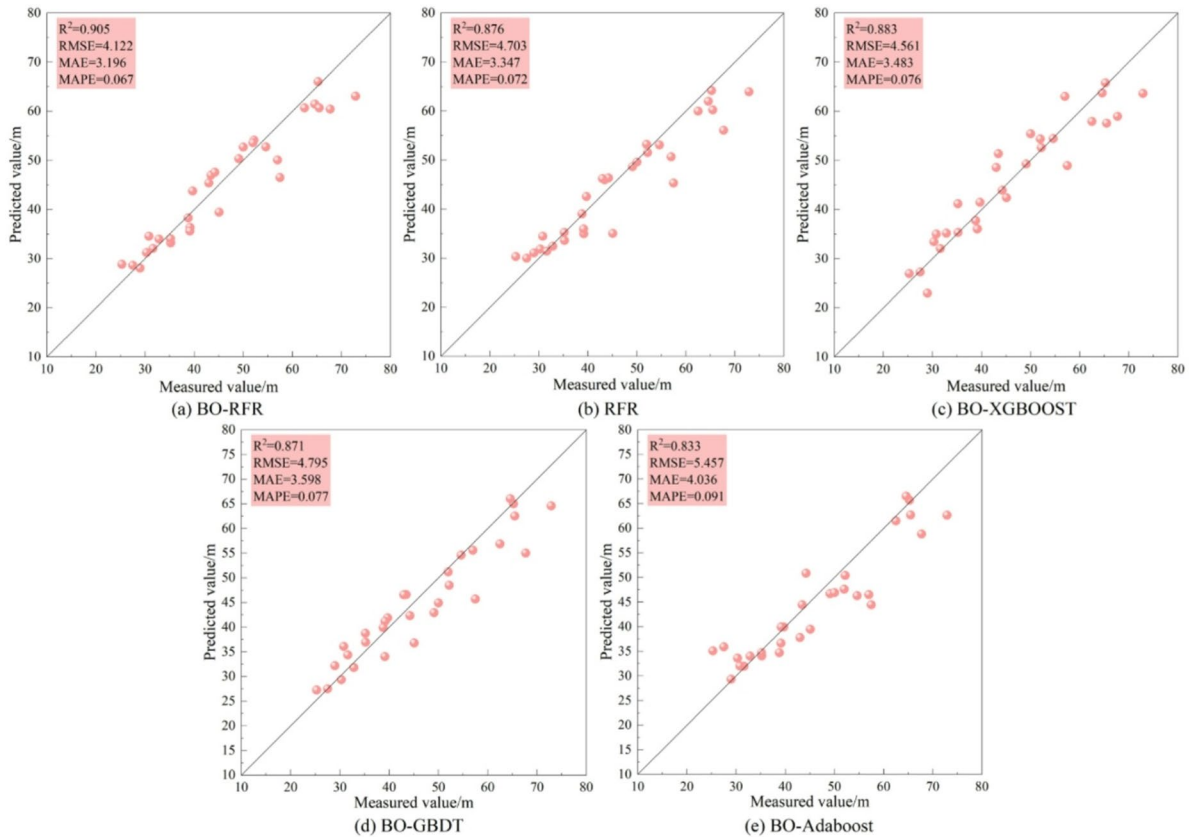 R²=0.905
RMSE=4.122
MAE=3.196
MAPE=0.067
80
70
60
50
40
30
20
10
Predicted value/m
10 20 30 40 50 60 70 80
Measured value/m
(a) BO-RFR
R²=0.876
RMSE=4.703
MAE=3.347
MAPE=0.072
80
70
60
50
40
30
20
10
Predicted value/m
10 20 30 40 50 60 70 80
Measured value/m
(b) RFR
R²=0.883
RMSE=4.561
MAE=3.483
MAPE=0.076
80
70
60
50
40
30
20
10
Predicted value/m
10 20 30 40 50 60 70 80
Measured value/m
(c) BO-XGBOOST
R²=0.871
RMSE=4.795
MAE=3.598
MAPE=0.077
80
75
70
65
60
55
50
45
40
35
30
25
20
15
10
Predicted value/m
10 20 30 40 50 60 70 80
Measured value/m
(d) BO-GBDT
R²=0.833
RMSE=5.457
MAE=4.036
MAPE=0.091
80
75
70
65
60
55
50
45
40
35
30
25
20
15
10
Predicted value/m
10 20 30 40 50 60 70 80
Measured value/m
(e) BO-Adaboost